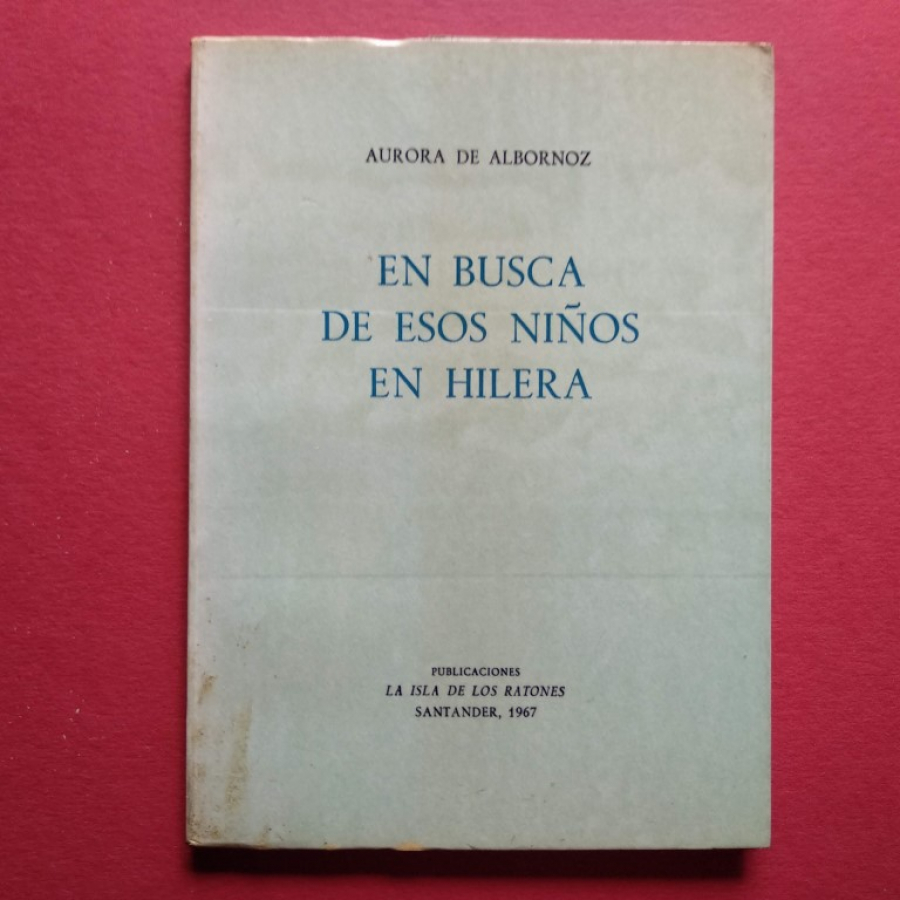 AURORA DE ALBORNOZ
EN BUSCA
DE ESOS NIÑOS
EN HILERA
PUBLICACIONES
LA ISLA DE LOS RATONES
SANTANDER, 1967